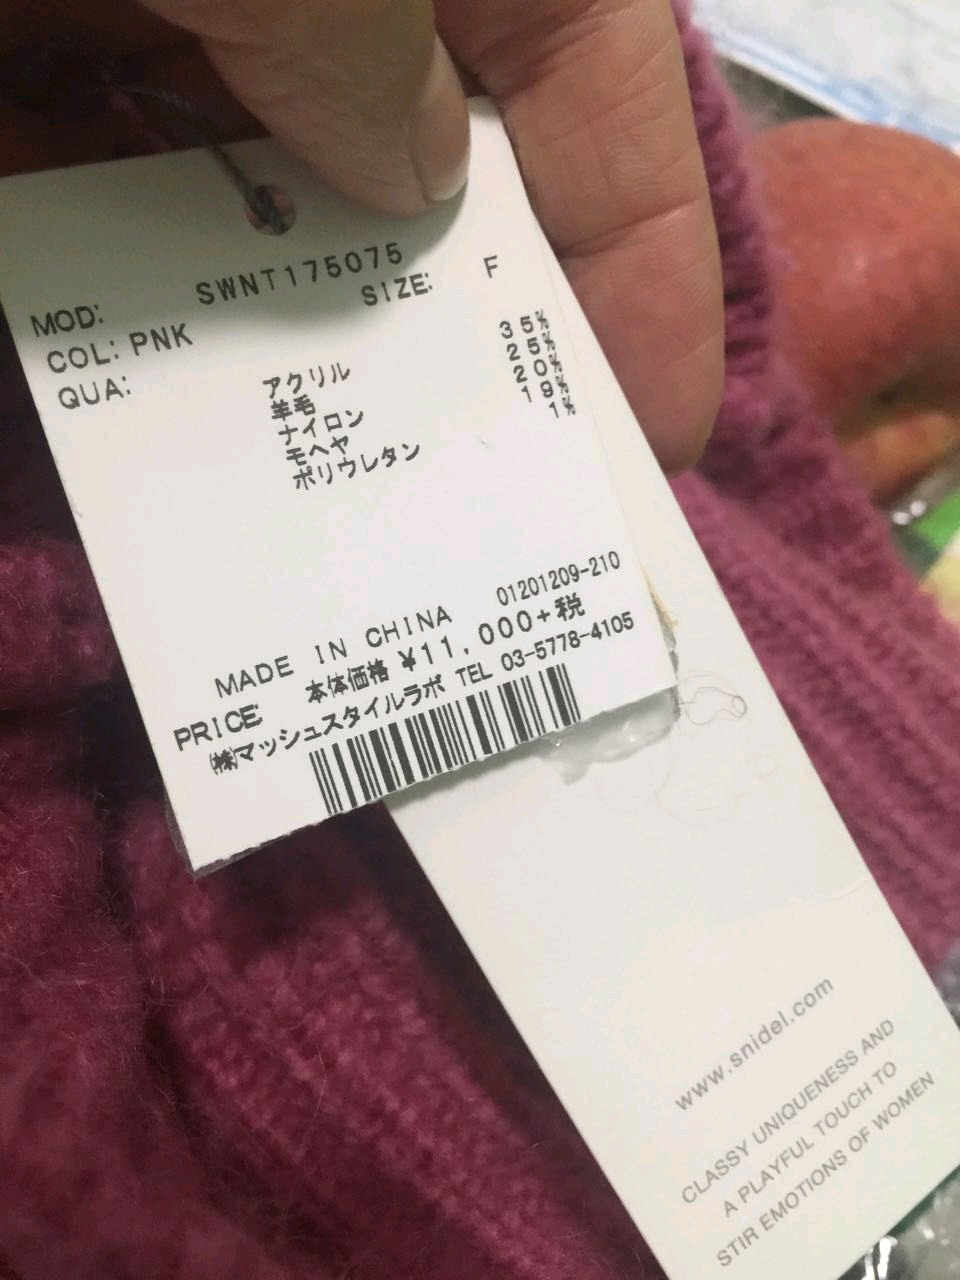 MOD: SWNT175075
COL: PNK SIZE: F
QUA:
アクリル 35%
羊毛 25%
ナイロン 20%
モヘヤ 19%
ポリウレタン 1%
01201209-210
MADE IN CHINA
PRICE: 本体価格 ¥11,000+税
㈱マッシュスタイルラボ TEL 03-5778-4105
www.snidel.com
CLASSY UNIQUENESS AND
A PLAYFUL TOUCH TO
STIR EMOTIONS OF WOMEN